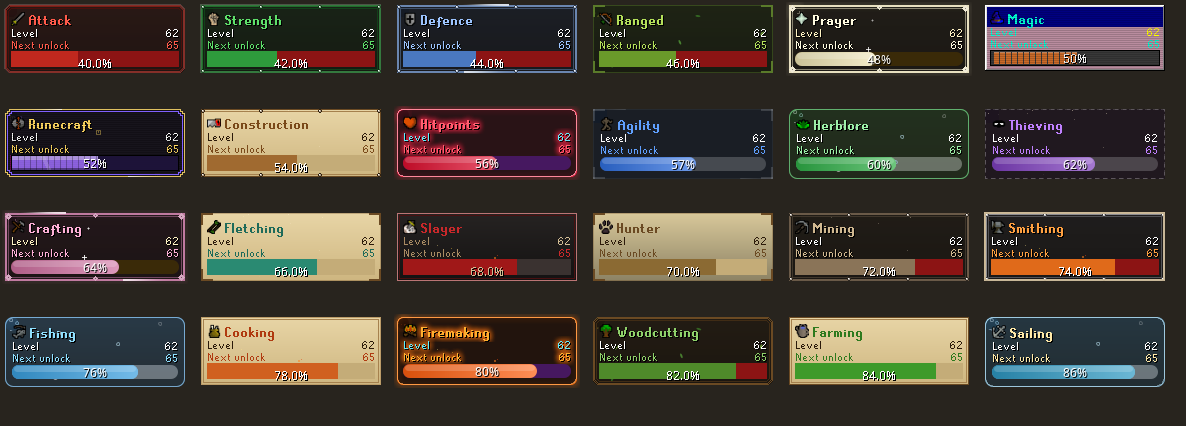 Attack
Level 62
Next unlock 65
40.0%
Strength
Level 62
Next unlock 65
42.0%
Defence
Level 62
Next unlock 65
44.0%
Ranged
Level 62
Next unlock 65
46.0%
Prayer
Level 62
Next unlock 65
48%
Magic
Level 62
Next unlock 65
50%
Runecraft
Level 62
Next unlock 65
52%
Construction
Level 62
Next unlock 65
54.0%
Hitpoints
Level 62
Next unlock 65
56%
Agility
Level 62
Next unlock 65
57%
Herblore
Level 62
Next unlock 65
60%
Thieving
Level 62
Next unlock 65
62%
Crafting
Level 62
Next unlock 65
64%
Fletching
Level 62
Next unlock 65
66.0%
Slayer
Level 62
Next unlock 65
68.0%
Hunter
Level 62
Next unlock 65
70.0%
Mining
Level 62
Next unlock 65
72.0%
Smithing
Level 62
Next unlock 65
74.0%
Fishing
Level 62
Next unlock 65
76%
Cooking
Level 62
Next unlock 65
78.0%
Firemaking
Level 62
Next unlock 65
80%
Woodcutting
Level 62
Next unlock 65
82.0%
Farming
Level 62
Next unlock 65
84.0%
Sailing
Level 62
Next unlock 65
86%